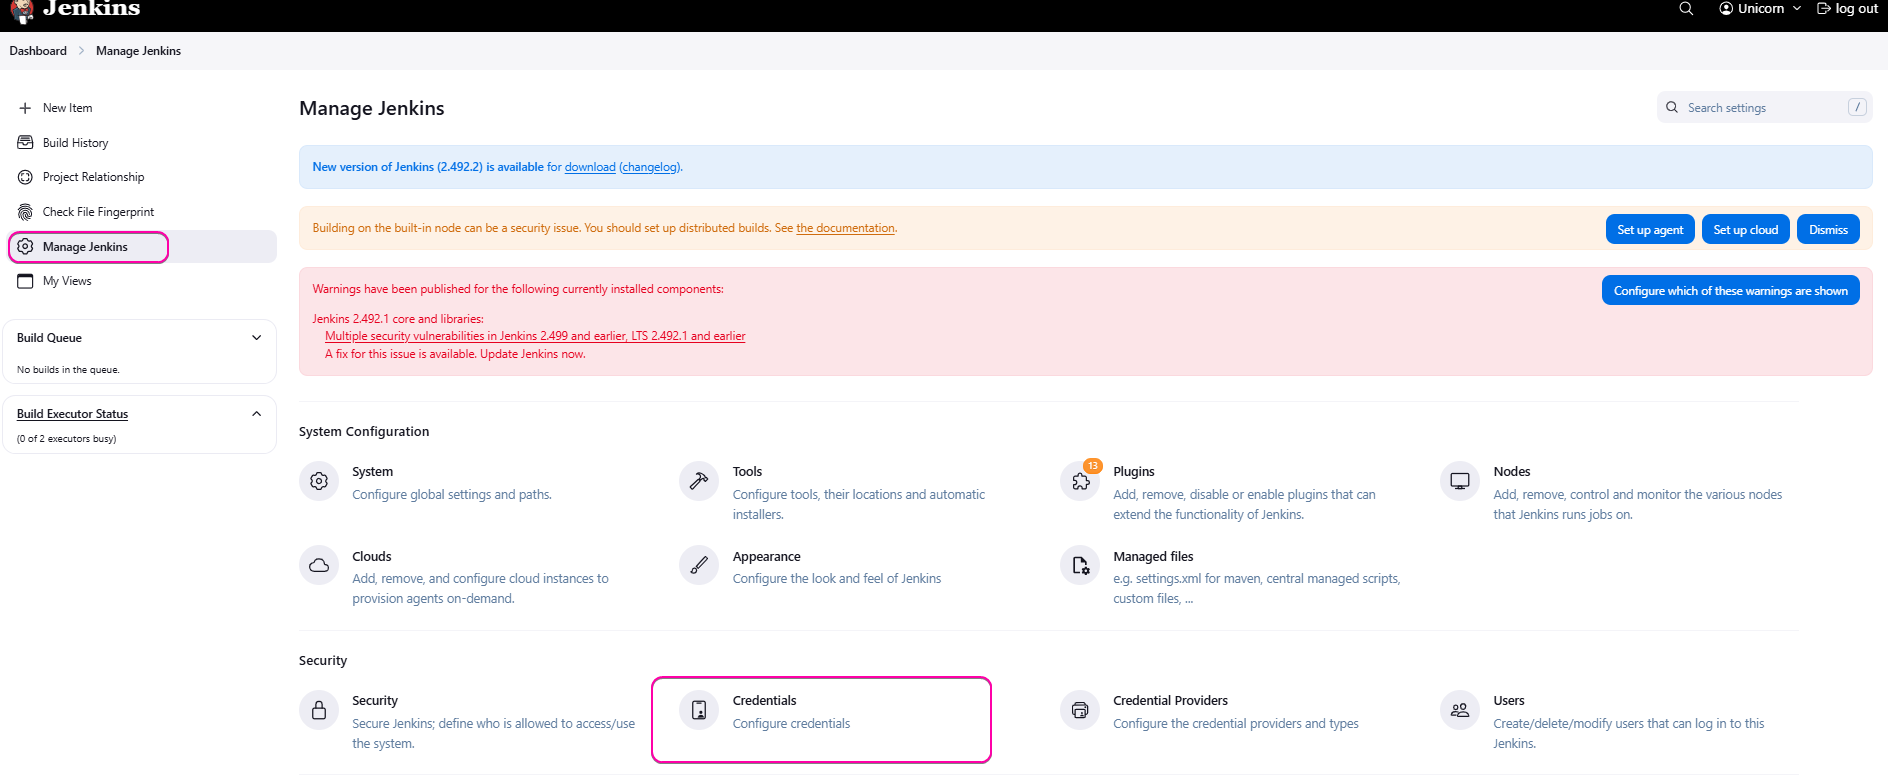 Jenkins
Unicorn
log out
Dashboard
Manage Jenkins
New Item
Build History
Project Relationship
Check File Fingerprint
Manage Jenkins
My Views
Build Queue
No builds in the queue.
Build Executor Status
(0 of 2 executors busy)
Manage Jenkins
Search settings
/
New version of Jenkins (2.492.2) is available for download (changelog).
Building on the built-in node can be a security issue. You should set up distributed builds. See the documentation.
Set up agent
Set up cloud
Dismiss
Warnings have been published for the following currently installed components:
Configure which of these warnings are shown
Jenkins 2.492.1 core and libraries:
Multiple security vulnerabilities in Jenkins 2.499 and earlier, LTS 2.492.1 and earlier
A fix for this issue is available. Update Jenkins now.
System Configuration
System
Configure global settings and paths.
Tools
Configure tools, their locations and automatic
installers.
13
Plugins
Add, remove, disable or enable plugins that can
extend the functionality of Jenkins.
Nodes
Add, remove, control and monitor the various nodes
that Jenkins runs jobs on.
Clouds
Add, remove, and configure cloud instances to
provision agents on-demand.
Appearance
Configure the look and feel of Jenkins
Managed files
e.g. settings.xml for maven, central managed scripts,
custom files, ...
Security
Security
Secure Jenkins; define who is allowed to access/use
the system.
Credentials
Configure credentials
Credential Providers
Configure the credential providers and types
Users
Create/delete/modify users that can log in to this
Jenkins.